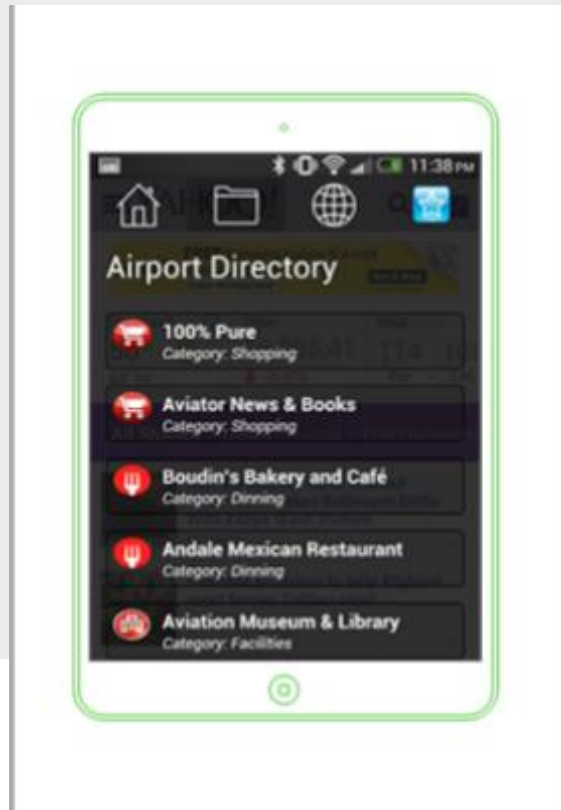 11:38 PM
Airport Directory
100% Pure
Category: Shopping
Aviator News & Books
Category: Shopping
Boudin's Bakery and Café
Category: Dinning
Andale Mexican Restaurant
Category: Dinning
Aviation Museum & Library
Category: Facilities